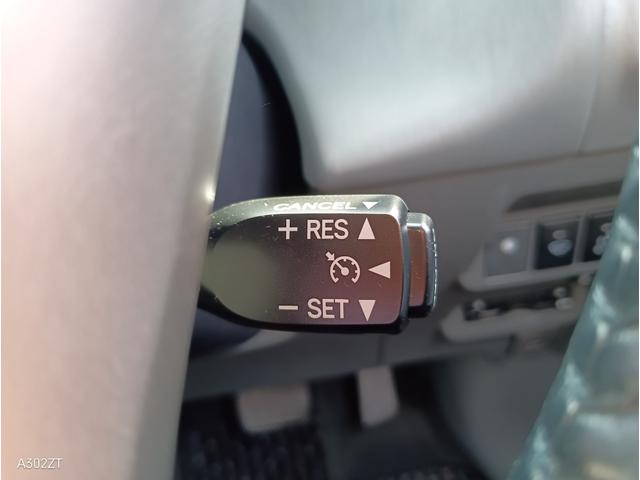 CANCEL ▼
+ RES ▲
◀
− SET ▼
A302ZT